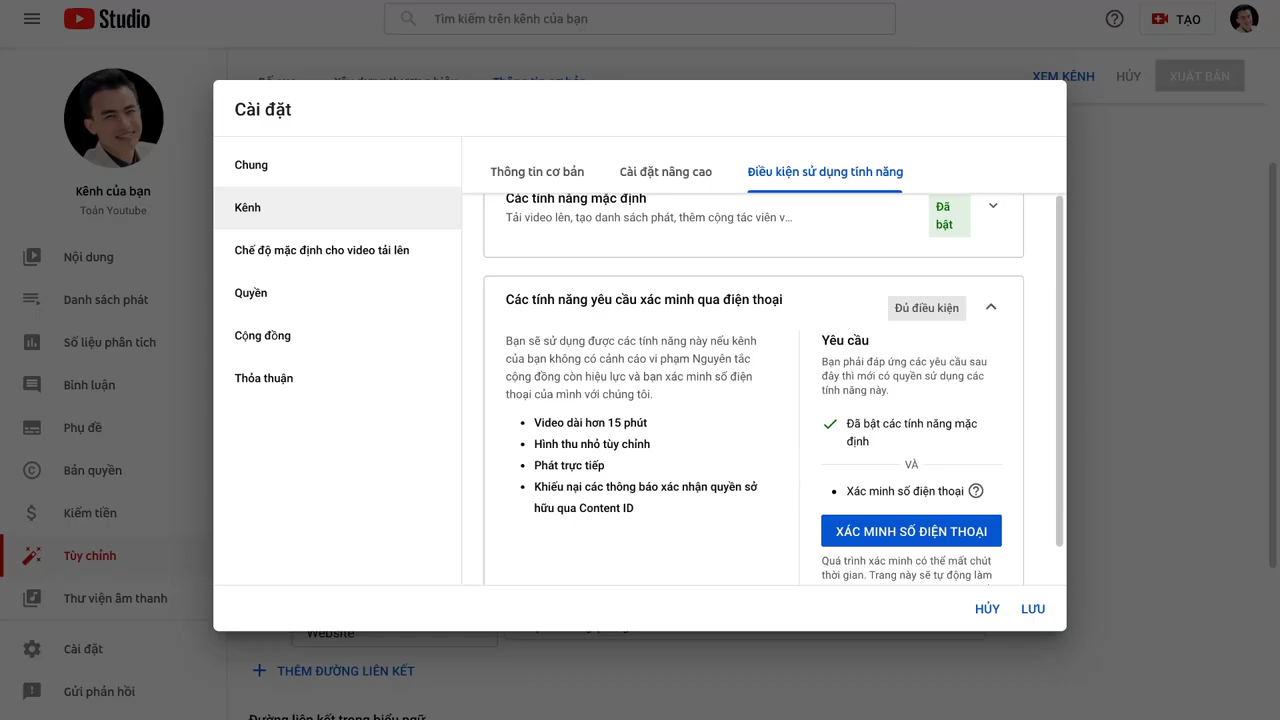 Studio
Tìm kiếm trên kênh của bạn
TẠO
XEM KÊNH
HỦY
XUẤT BẢN
Kênh của bạn
Toán Youtube
Nội dung
Danh sách phát
Số liệu phân tích
Bình luận
Phụ đề
Bản quyền
Kiếm tiền
Tùy chỉnh
Thư viện âm thanh
Cài đặt
Gửi phản hồi
Cài đặt
Chung
Kênh
Chế độ mặc định cho video tải lên
Quyền
Cộng đồng
Thỏa thuận
Thông tin cơ bản
Cài đặt nâng cao
Điều kiện sử dụng tính năng
Các tính năng mặc định
Tải video lên, tạo danh sách phát, thêm cộng tác viên v...
Đã
bật
Các tính năng yêu cầu xác minh qua điện thoại
Đủ điều kiện
Bạn sẽ sử dụng được các tính năng này nếu kênh
của bạn không có cảnh cáo vi phạm Nguyên tắc
cộng đồng còn hiệu lực và bạn xác minh số điện
thoại của mình với chúng tôi.
• Video dài hơn 15 phút
• Hình thu nhỏ tùy chỉnh
• Phát trực tiếp
• Khiếu nại các thông báo xác nhận quyền sở
hữu qua Content ID
Yêu cầu
Bạn phải đáp ứng các yêu cầu sau
đây thì mới có quyền sử dụng các
tính năng này.
Đã bật các tính năng mặc
định
VÀ
• Xác minh số điện thoại
XÁC MINH SỐ ĐIỆN THOẠI
Quá trình xác minh có thể mất chút
thời gian. Trang này sẽ tự động làm
HỦY
LƯU
Website
THÊM ĐƯỜNG LIÊN KẾT
Đường liên kết trong biểu ngữ